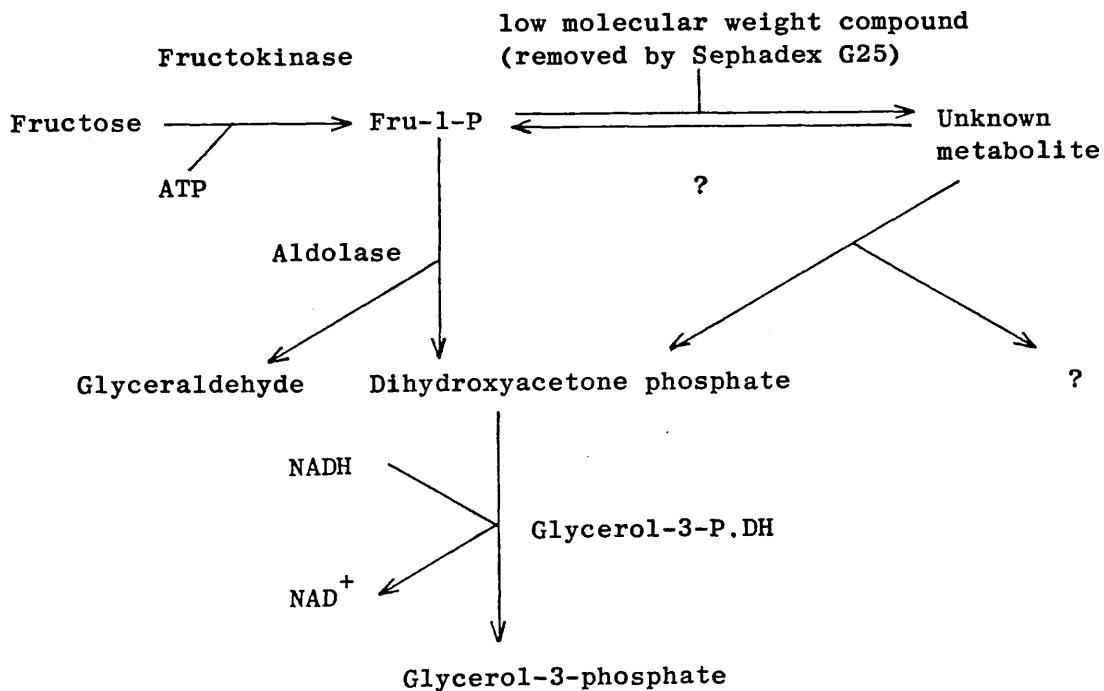 low molecular weight compound
(removed by Sephadex G25)
Fructokinase
Fructose
Fru-1-P
Unknown
metabolite
ATP
?
Aldolase
Glyceraldehyde
Dihydroxyacetone phosphate
?
NADH
Glycerol-3-P.DH
NAD+
Glycerol-3-phosphate